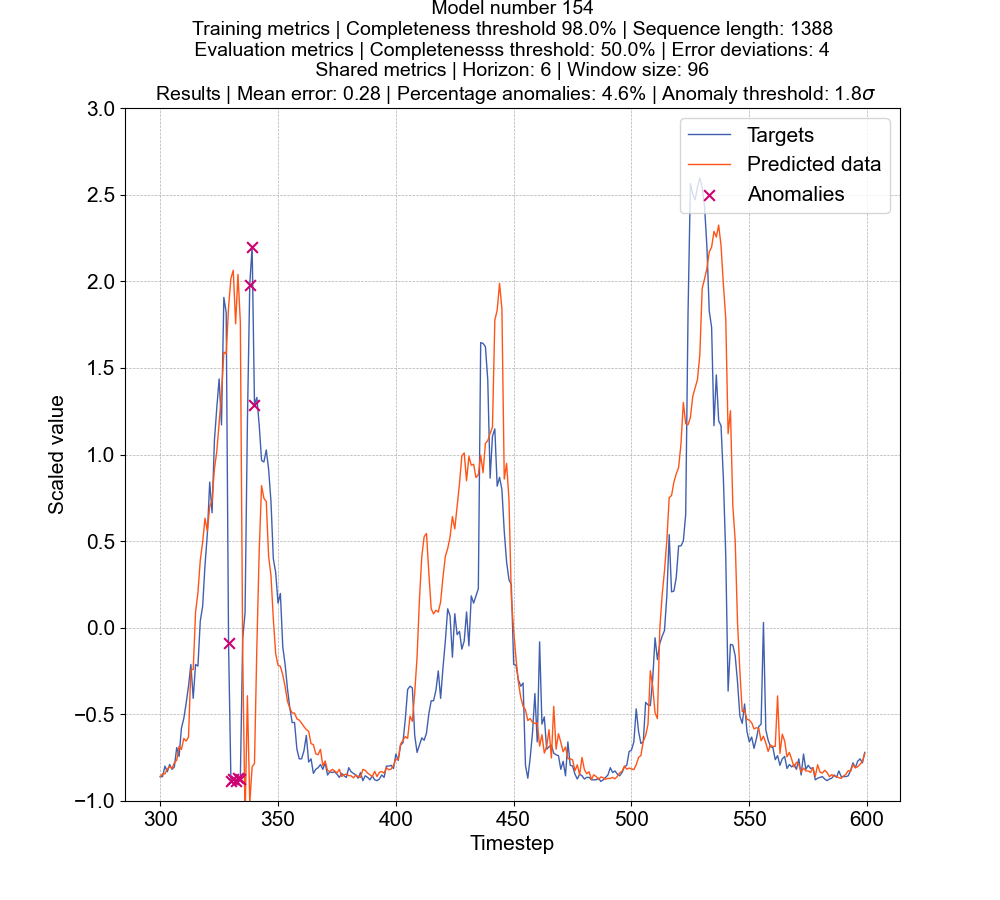 Model number 154
Training metrics | Completeness threshold 98.0% | Sequence length: 1388
Evaluation metrics | Completenesss threshold: 50.0% | Error deviations: 4
Shared metrics | Horizon: 6 | Window size: 96
Results | Mean error: 0.28 | Percentage anomalies: 4.6% | Anomaly threshold: 1.8σ
Targets
Predicted data
Anomalies
Scaled value
3.0
2.5
2.0
1.5
1.0
0.5
0.0
−0.5
−1.0
300 350 400 450 500 550 600
Timestep